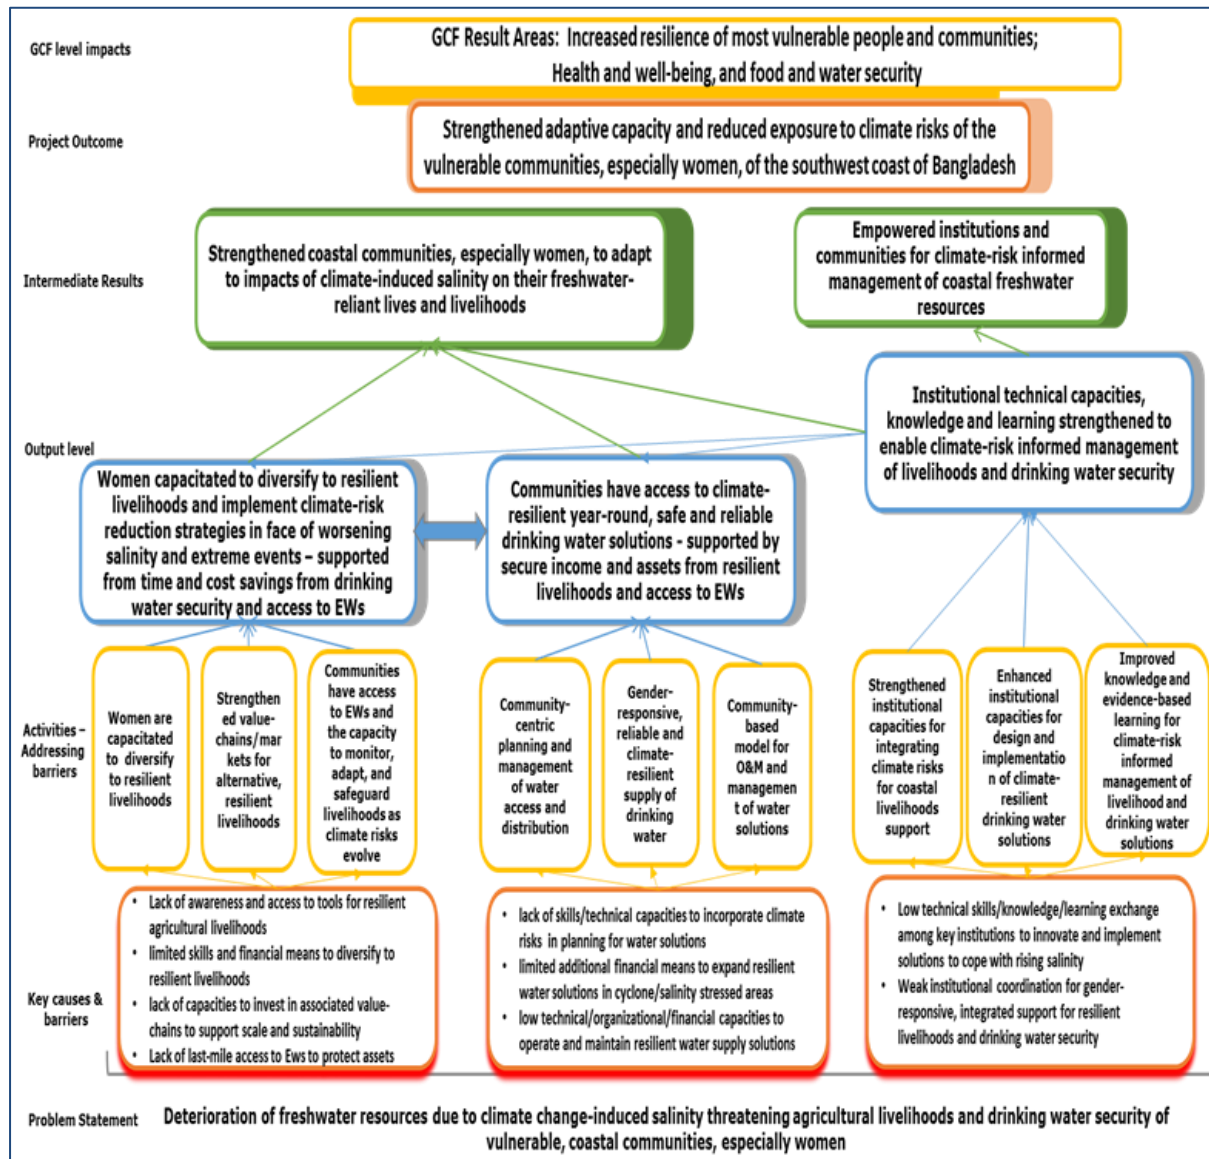 GCF level impacts
GCF Result Areas: Increased resilience of most vulnerable people and communities;
Health and well-being, and food and water security
Project Outcome
Strengthened adaptive capacity and reduced exposure to climate risks of the
vulnerable communities, especially women, of the southwest coast of Bangladesh
Intermediate Results
Strengthened coastal communities, especially women, to adapt
to impacts of climate-induced salinity on their freshwater-
reliant lives and livelihoods
Empowered institutions and
communities for climate-risk informed
management of coastal freshwater
resources
Output level
Women capacitated to diversify to resilient
livelihoods and implement climate-risk
reduction strategies in face of worsening
salinity and extreme events – supported
from time and cost savings from drinking
water security and access to EWs
Communities have access to climate-
resilient year-round, safe and reliable
drinking water solutions - supported by
secure income and assets from resilient
livelihoods and access to EWs
Institutional technical capacities,
knowledge and learning strengthened to
enable climate-risk informed management
of livelihoods and drinking water security
Activities –
Addressing
barriers
Women are
capacitated
to diversify
to resilient
livelihoods
Strengthen
ed value-
chains/mar
kets for
alternative,
resilient
livelihoods
Communities
have access
to EWs and
the capacity
to monitor,
adapt, and
safeguard
livelihoods as
climate risks
evolve
Community-
centric
planning and
management
of water
access and
distribution
Gender-
responsive,
reliable and
climate-
resilient
supply of
drinking
water
Community-
based
model for
O&M and
managemen
t of water
solutions
Strengthened
institutional
capacities for
integrating
climate risks
for coastal
livelihoods
support
Enhanced
institutional
capacities for
design and
implementatio
n of climate-
resilient
drinking water
solutions
Improved
knowledge and
evidence-based
learning for
climate-risk
informed
management of
livelihood and
drinking water
solutions
Key causes &
barriers
• Lack of awareness and access to tools for resilient
agricultural livelihoods
• limited skills and financial means to diversify to
resilient livelihoods
• lack of capacities to invest in associated value-
chains to support scale and sustainability
• Lack of last-mile access to Ews to protect assets
• lack of skills/technical capacities to incorporate climate
risks in planning for water solutions
• limited additional financial means to expand resilient
water solutions in cyclone/salinity stressed areas
• low technical/organizational/financial capacities to
operate and maintain resilient water supply solutions
• Low technical skills/knowledge/learning exchange
among key institutions to innovate and implement
solutions to cope with rising salinity
• Weak institutional coordination for gender-
responsive, integrated support for resilient
livelihoods and drinking water security
Problem Statement
Deterioration of freshwater resources due to climate change-induced salinity threatening agricultural livelihoods and drinking water security of
vulnerable, coastal communities, especially women